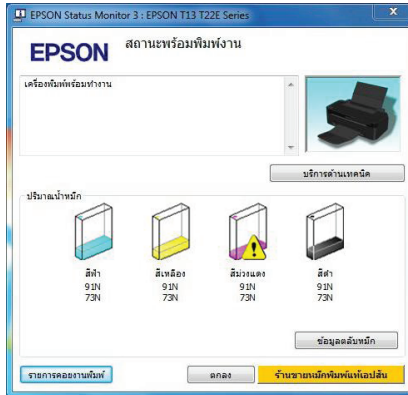 EPSON Status Monitor 3 : EPSON T13 T22E Series
EPSON
สถานะพร้อมพิมพ์งาน
เครื่องพิมพ์พร้อมทำงาน
บริการด้านเทคนิค
ปริมาณน้ำหมึก
สีฟ้า สีเหลือง สีม่วงแดง สีดำ
91N 91N 91N 91N
73N 73N 73N 73N
ข้อมูลตลับหมึก
รายการคอยงานพิมพ์ ตกลง ร้านขายหมึกพิมพ์แท้เอปสัน